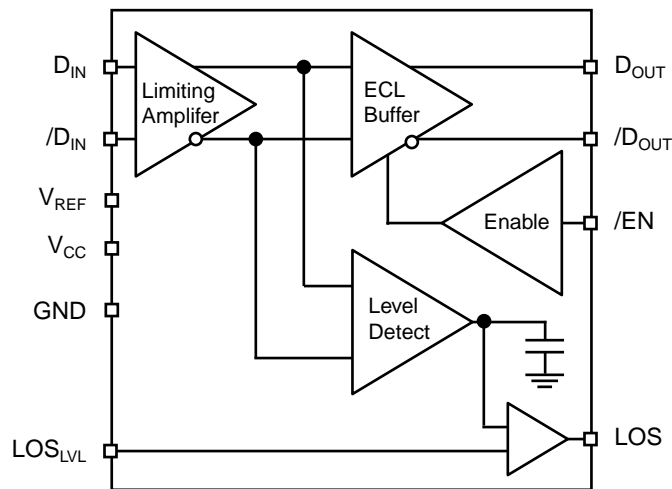 D_IN
/D_IN
V_REF
V_CC
GND
LOS_LVL
Limiting
Amplifer
ECL
Buffer
Enable
Level
Detect
D_OUT
/D_OUT
/EN
LOS